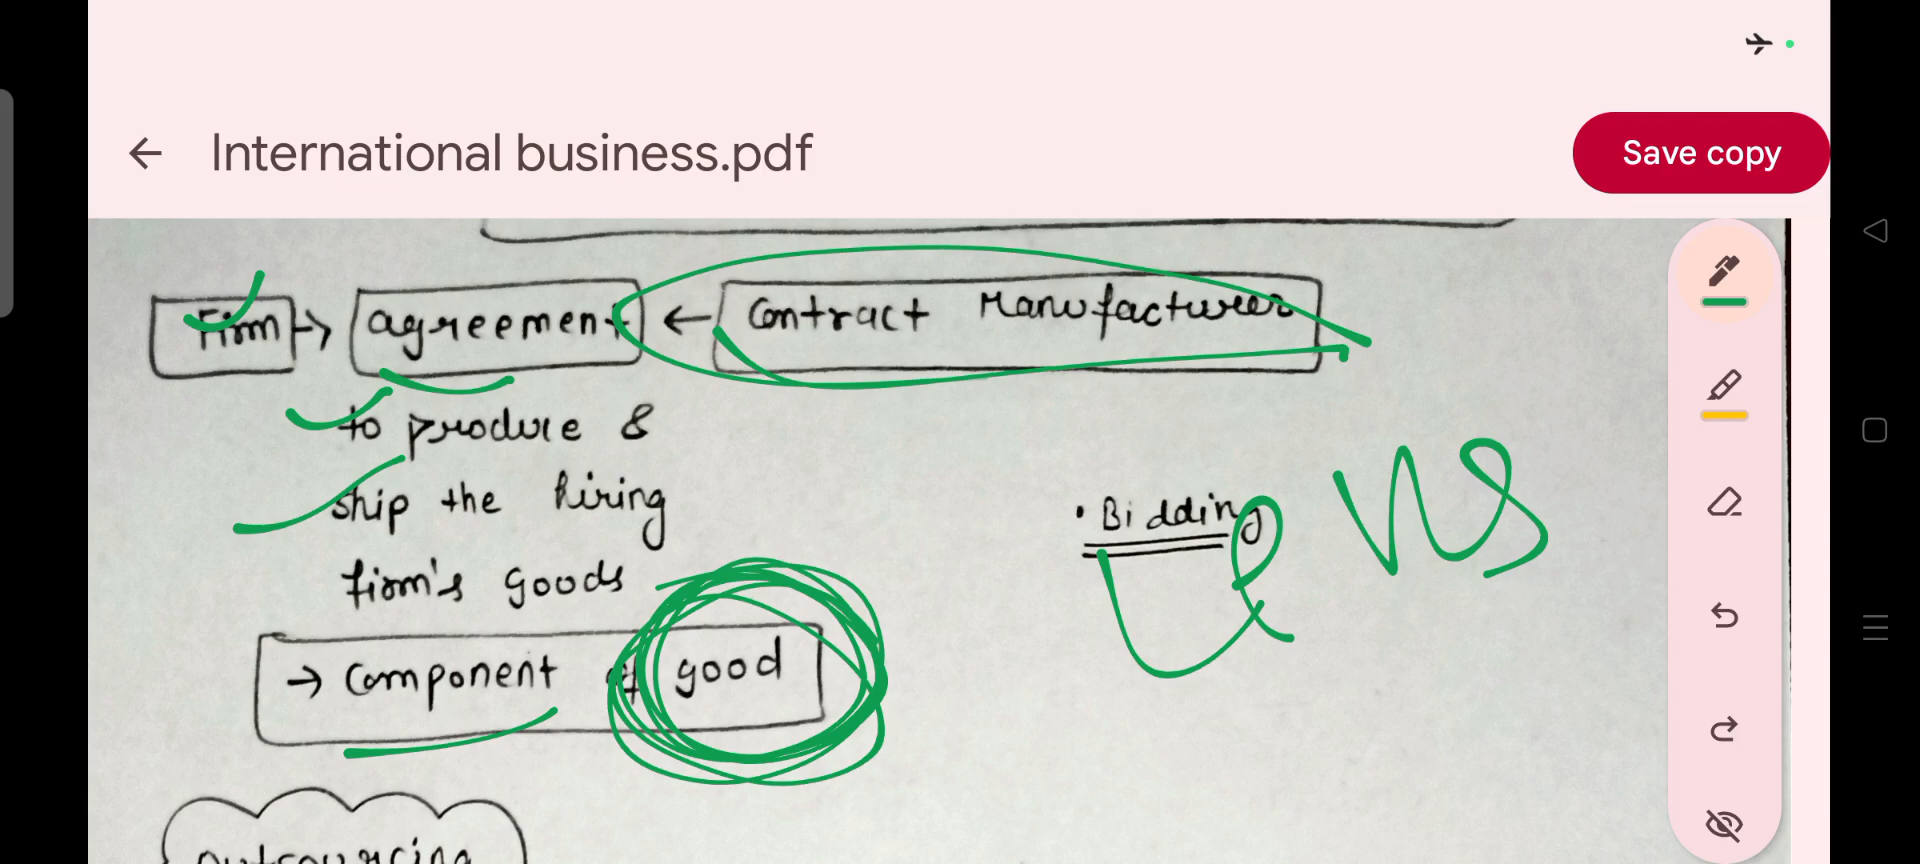 International business.pdf
Save copy
Firm → agreement ← Contract Manufacturer
to produce &
ship the hiring
firm's goods
• Bidding
→ Component of good
outsourcing